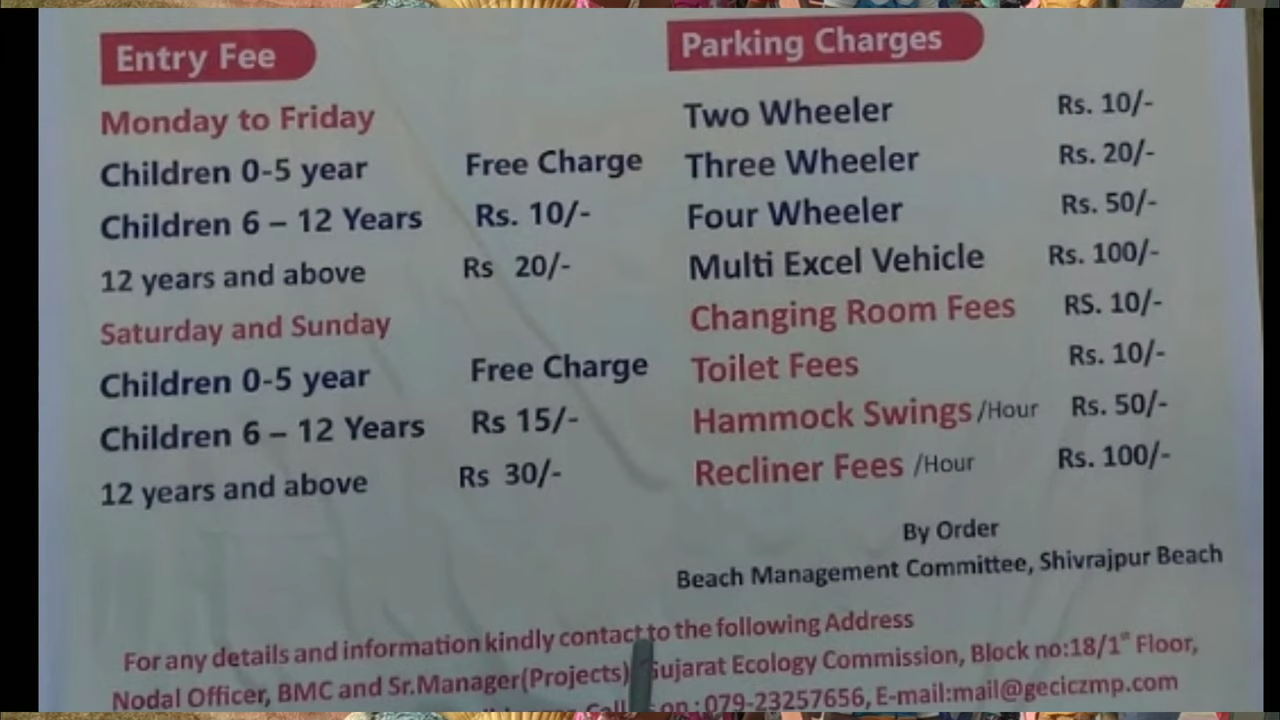 Entry Fee
Monday to Friday
Children 0-5 year Free Charge
Children 6 – 12 Years Rs. 10/-
12 years and above Rs 20/-
Saturday and Sunday
Children 0-5 year Free Charge
Children 6 – 12 Years Rs 15/-
12 years and above Rs 30/-
Parking Charges
Two Wheeler Rs. 10/-
Three Wheeler Rs. 20/-
Four Wheeler Rs. 50/-
Multi Excel Vehicle Rs. 100/-
Changing Room Fees RS. 10/-
Toilet Fees Rs. 10/-
Hammock Swings /Hour Rs. 50/-
Recliner Fees /Hour Rs. 100/-
By Order
Beach Management Committee, Shivrajpur Beach
For any details and information kindly contact to the following Address
Nodal Officer, BMC and Sr.Manager(Projects) Gujarat Ecology Commission, Block no:18/1st Floor,
on : 079-23257656, E-mail:mail@geciczmp.com